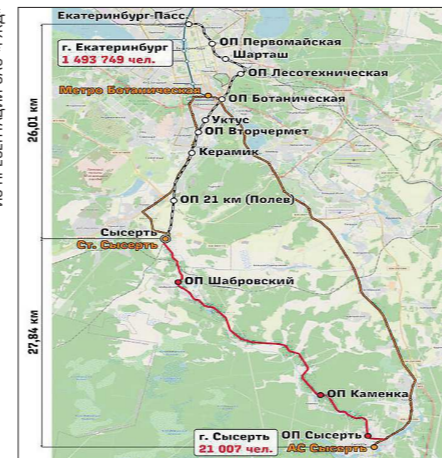 Екатеринбург-Пасс.
г. Екатеринбург
1 493 749 чел.
ОП Первомайская
Шарташ
ОП Лесотехническая
Метро Ботаническая
ОП Ботаническая
Уктус
ОП Вторчермет
Керамик
ОП 21 км (Полев)
26,01 км
Сысерть
Ст. Сысерть
ОП Шабровский
27,84 км
ОП Каменка
ОП Сысерть
г. Сысерть
21 007 чел.
АС Сысерть